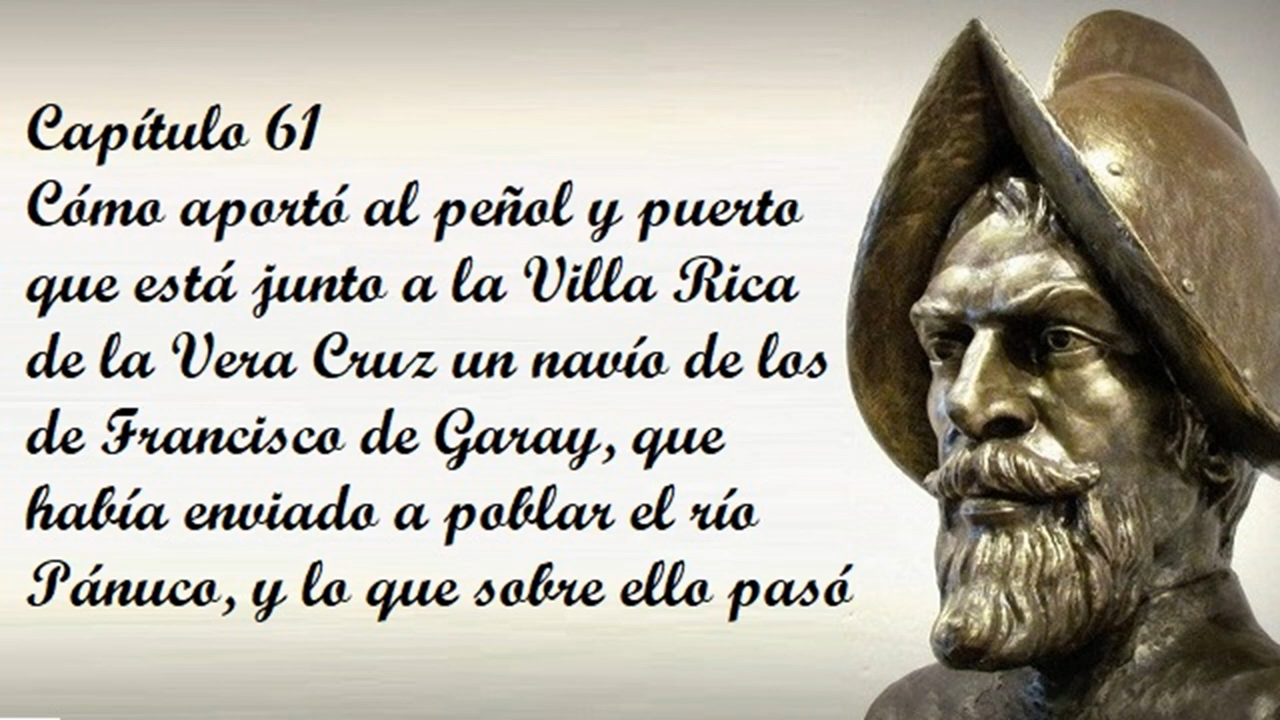 Capítulo 61
Cómo aportó al peñol y puerto
que está junto a la Villa Rica
de la Vera Cruz un navío de los
de Francisco de Garay, que
había enviado a poblar el río
Pánuco, y lo que sobre ello pasó